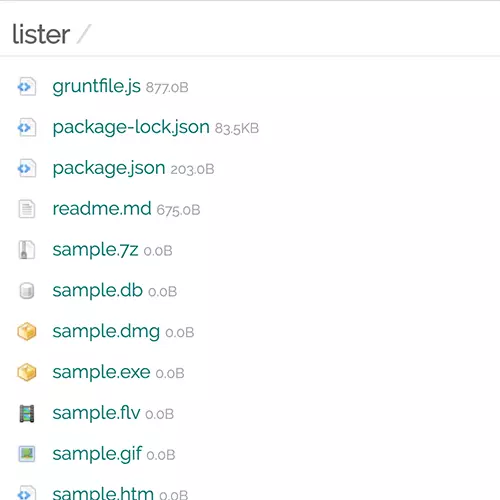 lister /
gruntfile.js 877.0B
package-lock.json 83.5KB
package.json 203.0B
readme.md 675.0B
sample.7z 0.0B
sample.db 0.0B
sample.dmg 0.0B
sample.exe 0.0B
sample.flv 0.0B
sample.gif 0.0B
sample.htm 0.0B